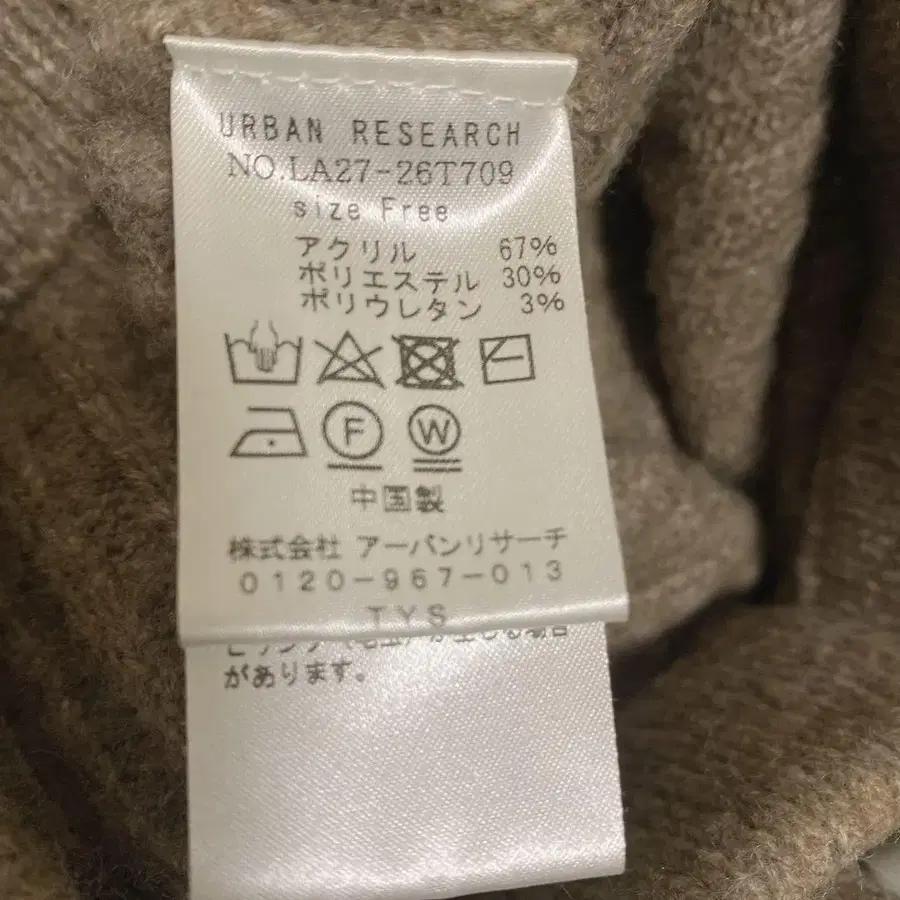 URBAN RESEARCH
NO.LA27-26T709
size Free
アクリル 67%
ポリエステル 30%
ポリウレタン 3%
F W
中国製
株式会社 アーバンリサーチ
0120-967-013
TYS
があります。